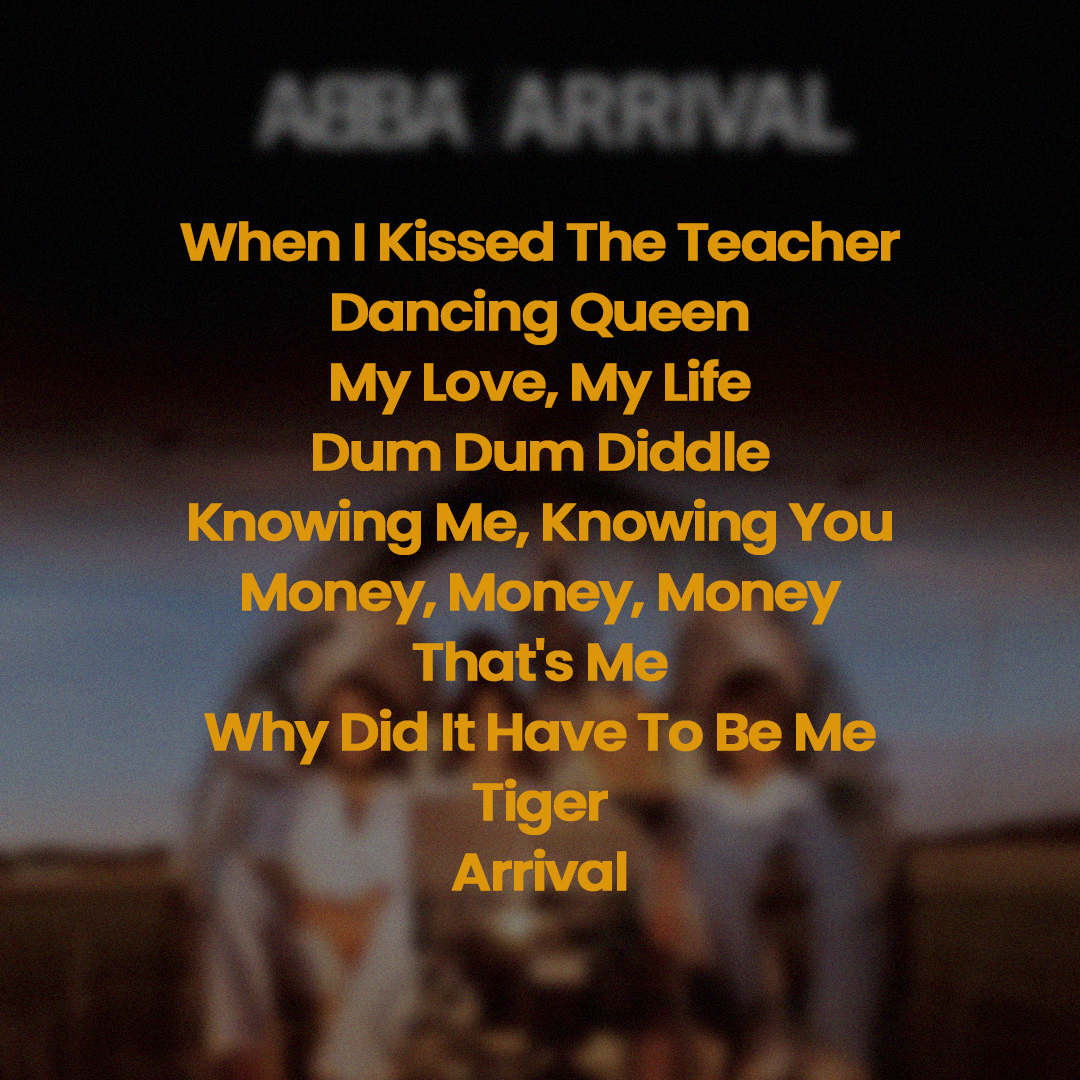 ABBA ARRIVAL
When I Kissed The Teacher
Dancing Queen
My Love, My Life
Dum Dum Diddle
Knowing Me, Knowing You
Money, Money, Money
That's Me
Why Did It Have To Be Me
Tiger
Arrival